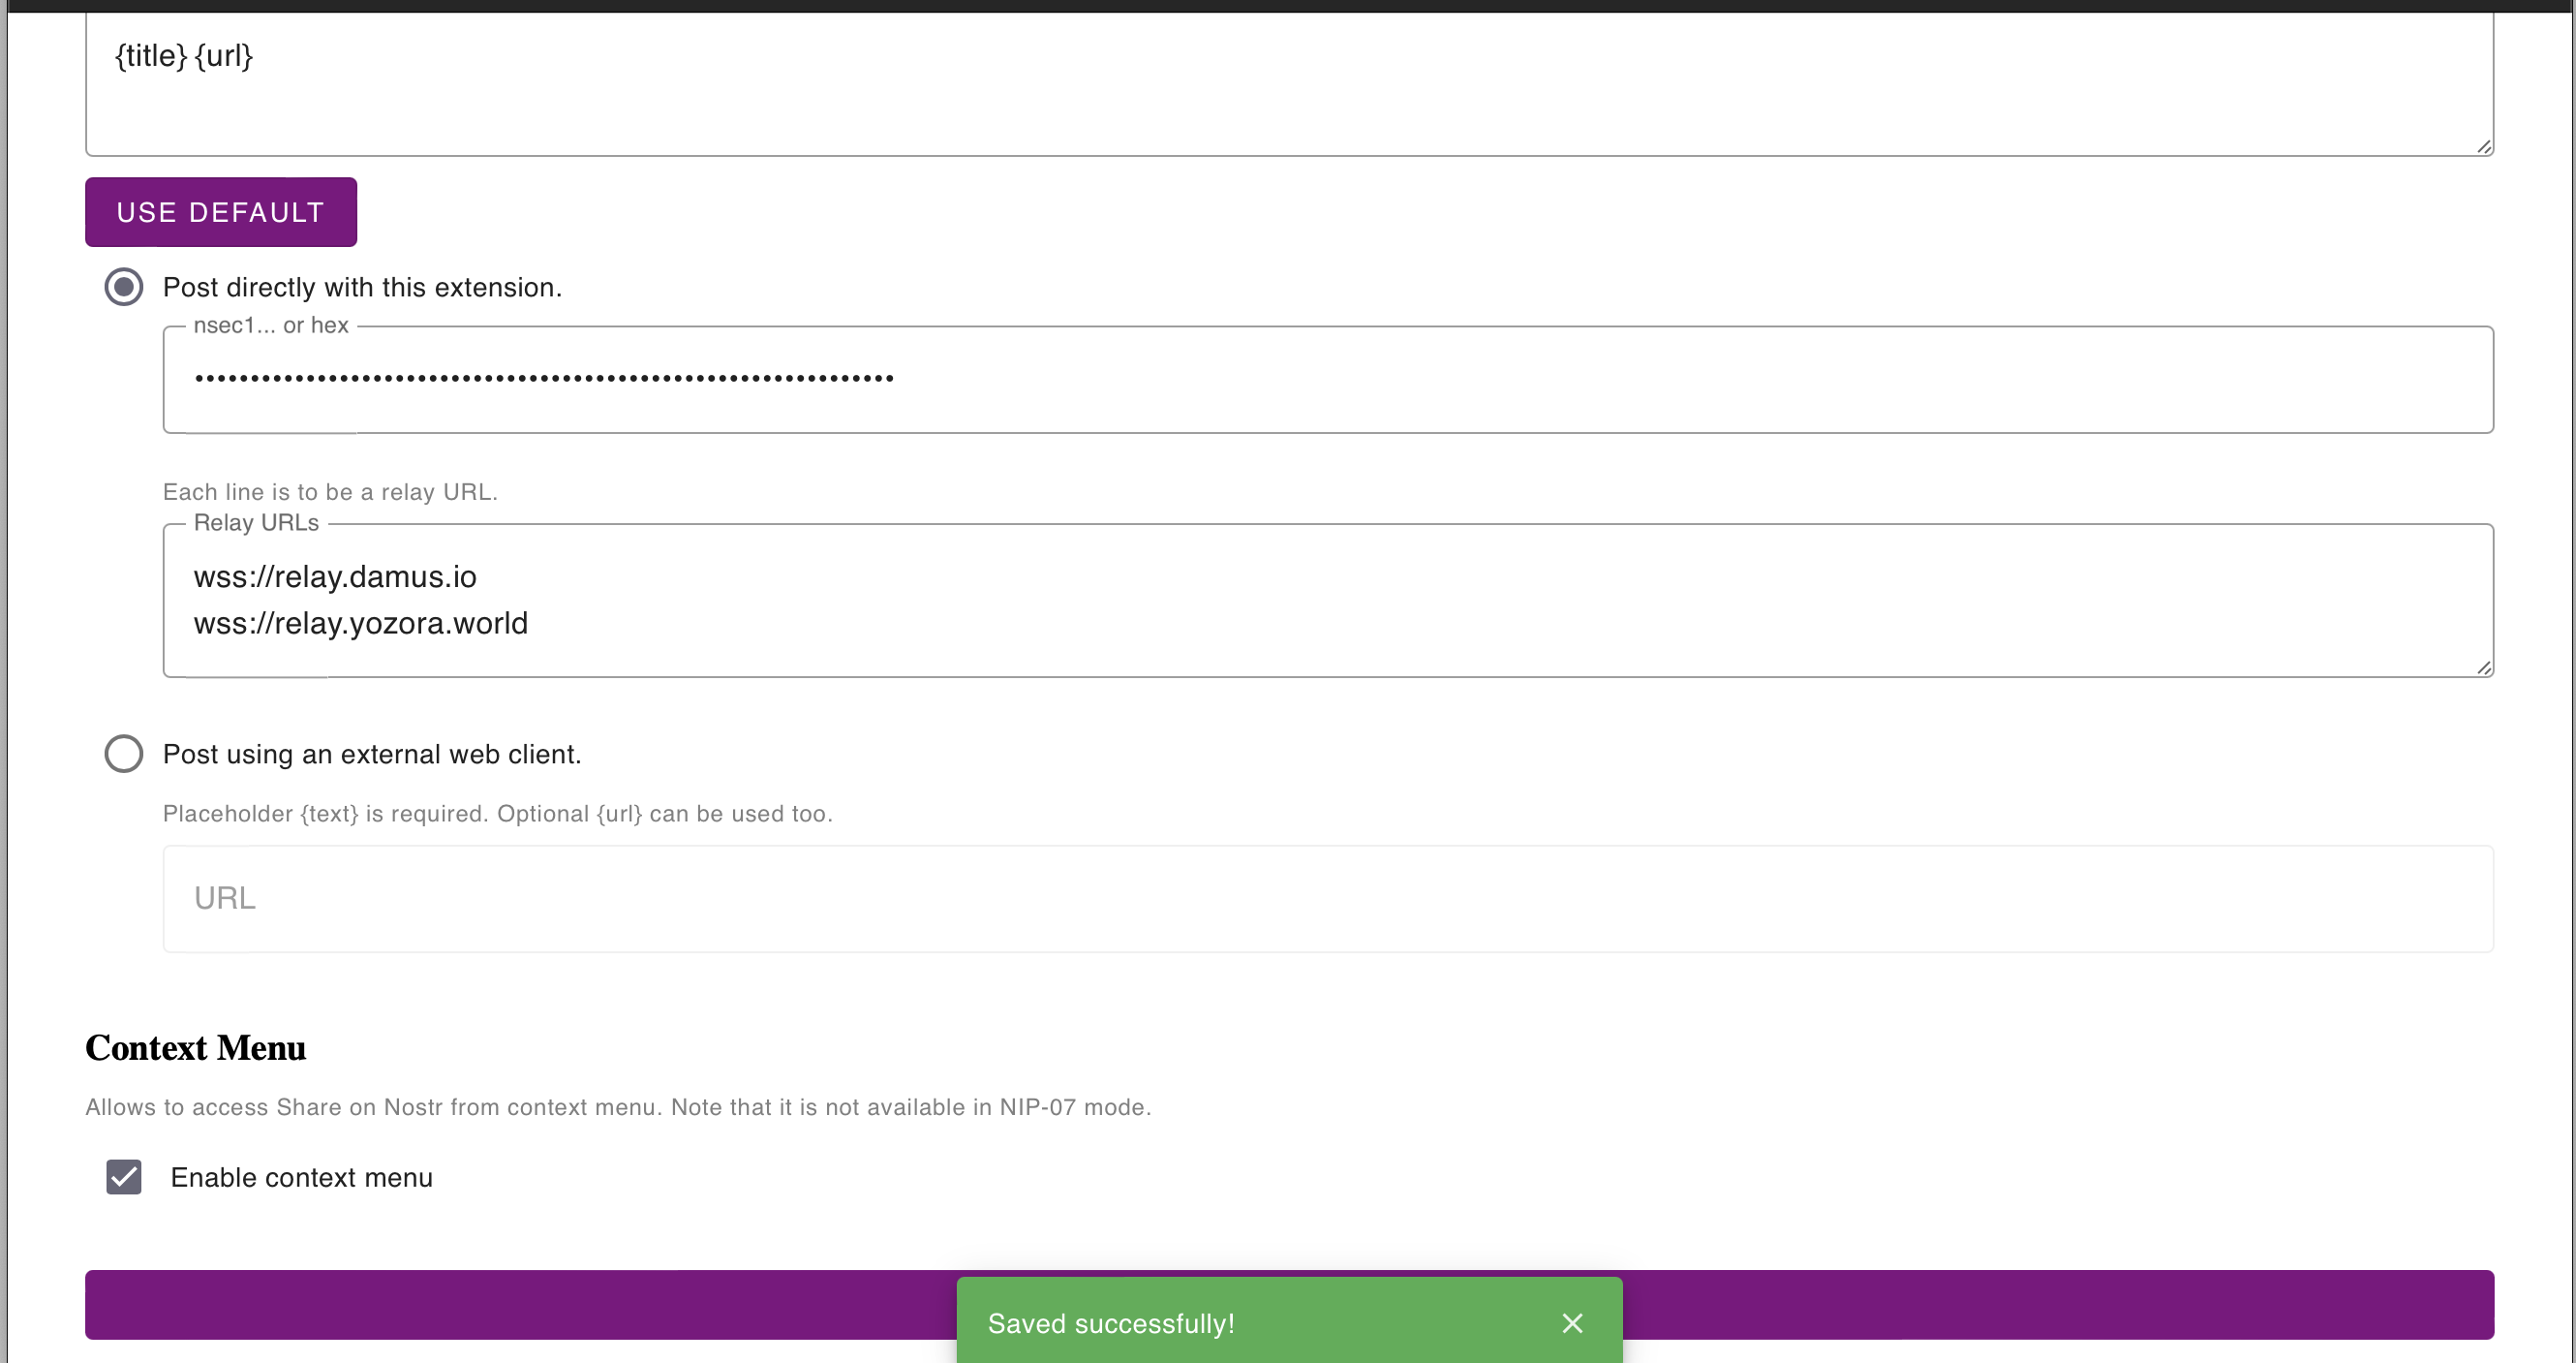 {title} {url}
USE DEFAULT
Post directly with this extension.
nsec1... or hex
•••••••••••••••••••••••••••••••••••••••••••••••••••••••••••••••
Each line is to be a relay URL.
Relay URLs
wss://relay.damus.io
wss://relay.yozora.world
Post using an external web client.
Placeholder {text} is required. Optional {url} can be used too.
URL
Context Menu
Allows to access Share on Nostr from context menu. Note that it is not available in NIP-07 mode.
Enable context menu
Saved successfully!